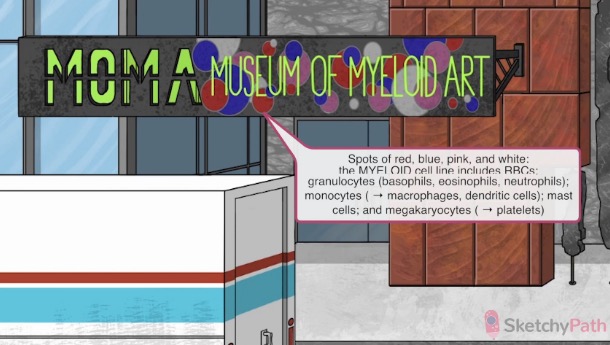 MOMA MUSEUM OF MYELOID ART
Spots of red, blue, pink, and white:
the MYELOID cell line includes RBCs;
granulocytes (basophils, eosinophils, neutrophils);
monocytes ( → macrophages, dendritic cells); mast
cells; and megakaryocytes ( → platelets)
SketchyPath